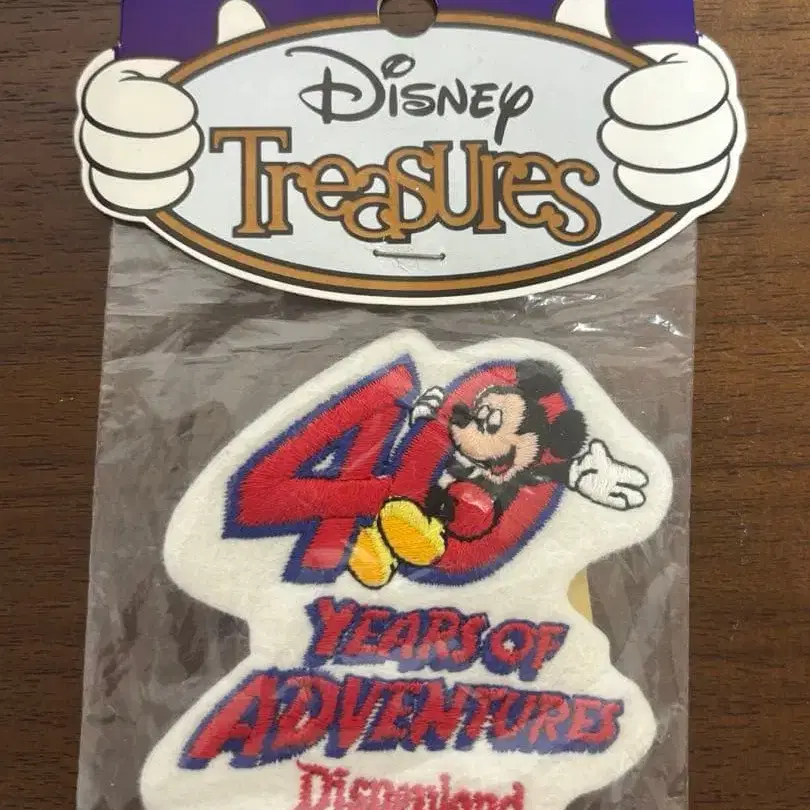 Disney
Treasures
40
YEARS OF
ADVENTURES
Disneyland